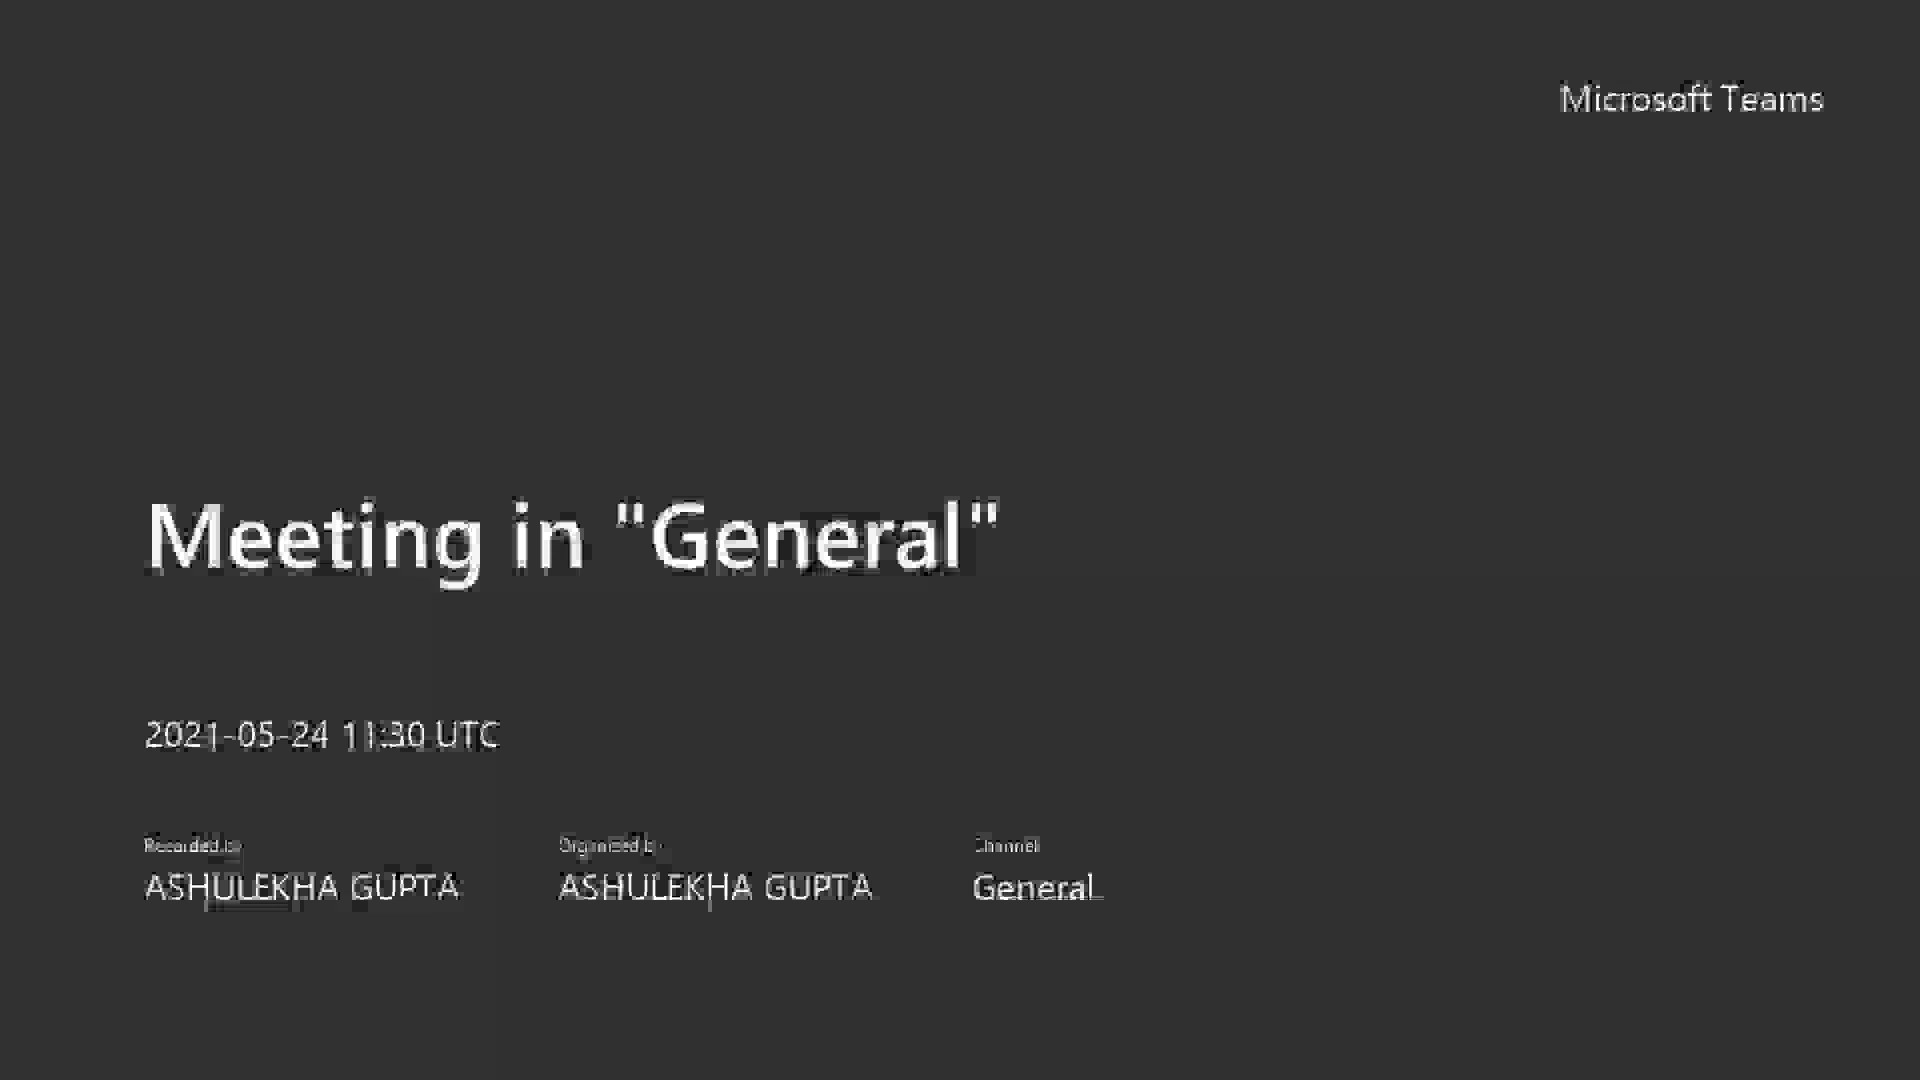 Microsoft Teams
Meeting in "General"
2021-05-24 11:30 UTC
Recorded by Organized by Channel
ASHULEKHA GUPTA ASHULEKHA GUPTA General